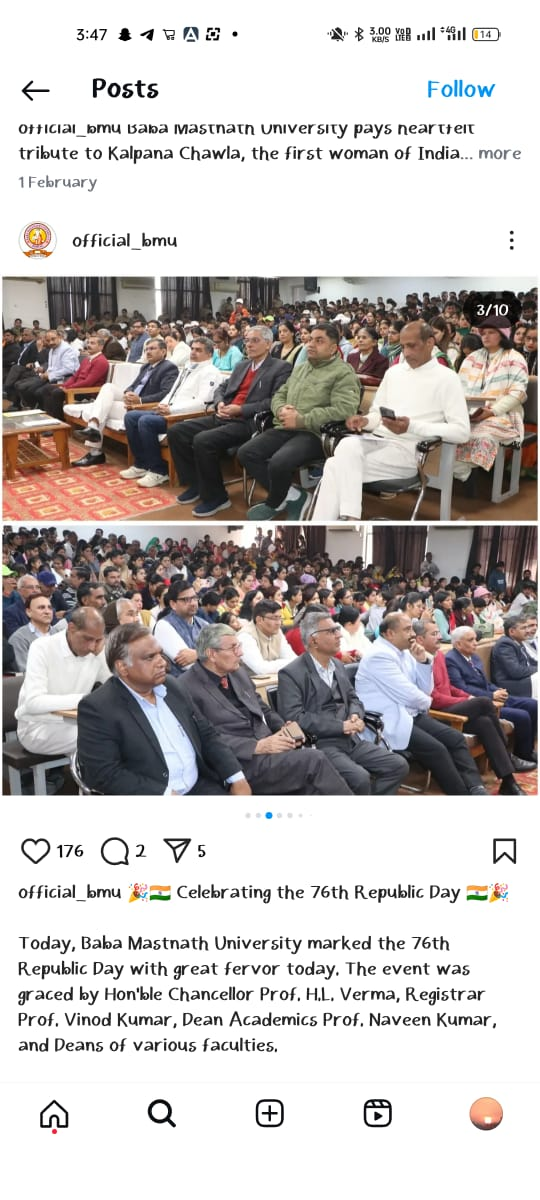 3:47
3.00 KB/S
Vo9 LTE2
4G
14
Posts
Follow
official_bmu Baba Mastnath University pays heartfelt
tribute to Kalpana Chawla, the first woman of India... more
1 February
official_bmu
3/10
176
2
5
official_bmu 🎉🇮🇳 Celebrating the 76th Republic Day 🇮🇳🎉
Today, Baba Mastnath University marked the 76th
Republic Day with great fervor today. The event was
graced by Hon'ble Chancellor Prof. H.L. Verma, Registrar
Prof. Vinod Kumar, Dean Academics Prof. Naveen Kumar,
and Deans of various faculties.